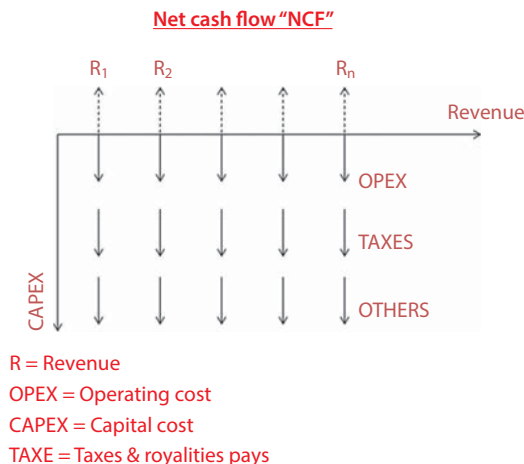 Net cash flow “NCF”
R1 R2 Rn
Revenue
OPEX
TAXES
OTHERS
CAPEX
R = Revenue
OPEX = Operating cost
CAPEX = Capital cost
TAXE = Taxes & royalities pays